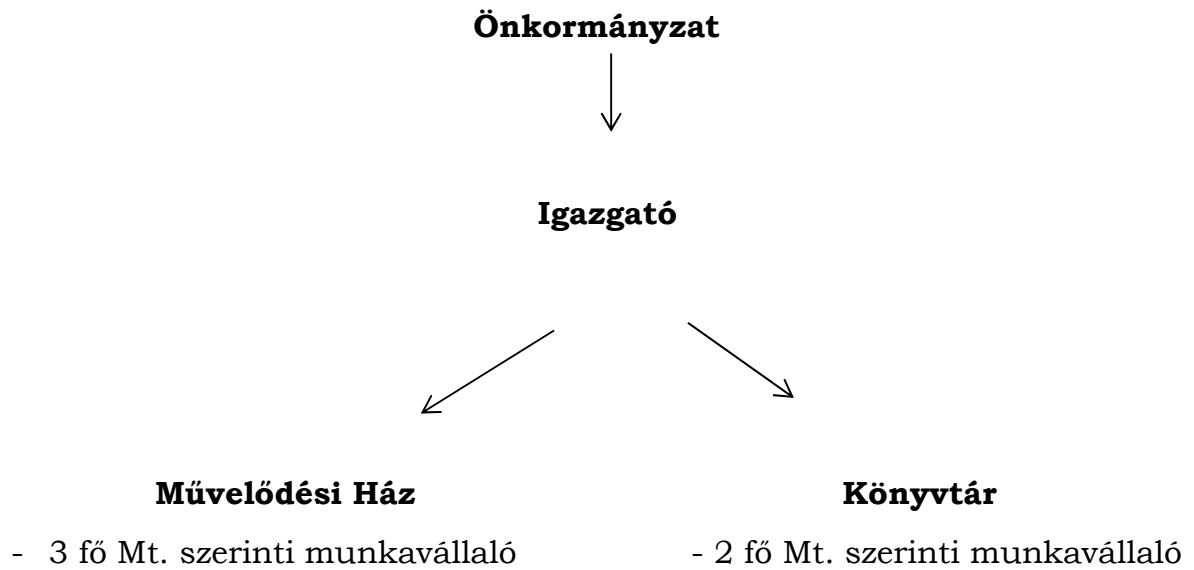 Önkormányzat
Igazgató
Művelődési Ház
Könyvtár
- 3 fő Mt. szerinti munkavállaló
- 2 fő Mt. szerinti munkavállaló